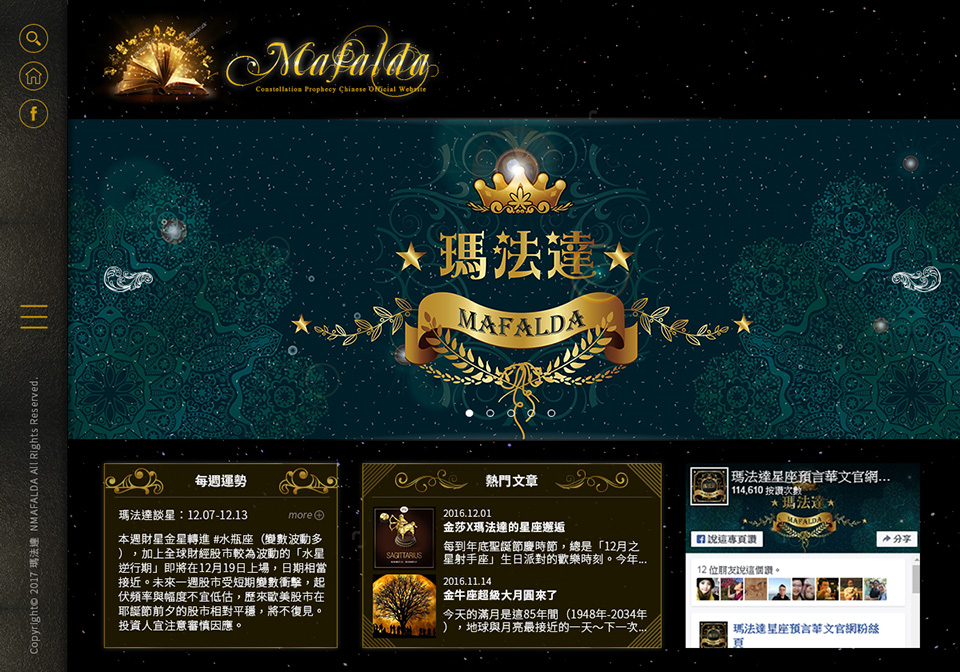 Mafalda
Constellation Prophecy Chinese Official Website
瑪法達
MAFALDA
每週運勢
瑪法達談星：12.07-12.13
more
本週財星金星轉進 #水瓶座（變數波動多
），加上全球財經股市較為波動的「水星
逆行期」即將在12月19日上場，日期相當
接近。未來一週股市受短期變數衝擊，起
伏頻率與幅度不宜低估，歷來歐美股市在
耶誕節前夕的股市相對平穩，將不復見。
投資人宜注意審慎因應。
熱門文章
SAGITTARIUS
2016.12.01
金莎X瑪法達的星座邂逅
每到年底聖誕節慶時節，總是「12月之
星射手座」生日派對的歡樂時刻。今年...
2016.11.14
金牛座超級大月圓來了
今天的滿月是這85年間（1948年-2034年
），地球與月亮最接近的一天～下一次...
瑪法達星座預言華文官網...
114,610 按讚次數
瑪法達
MAFALDA
說這專頁讚
分享
12 位朋友說這個讚。
瑪法達星座預言華文官網粉絲
頁
Copyright© 2017 瑪法達 NMAFALDA All Rights Reserved.